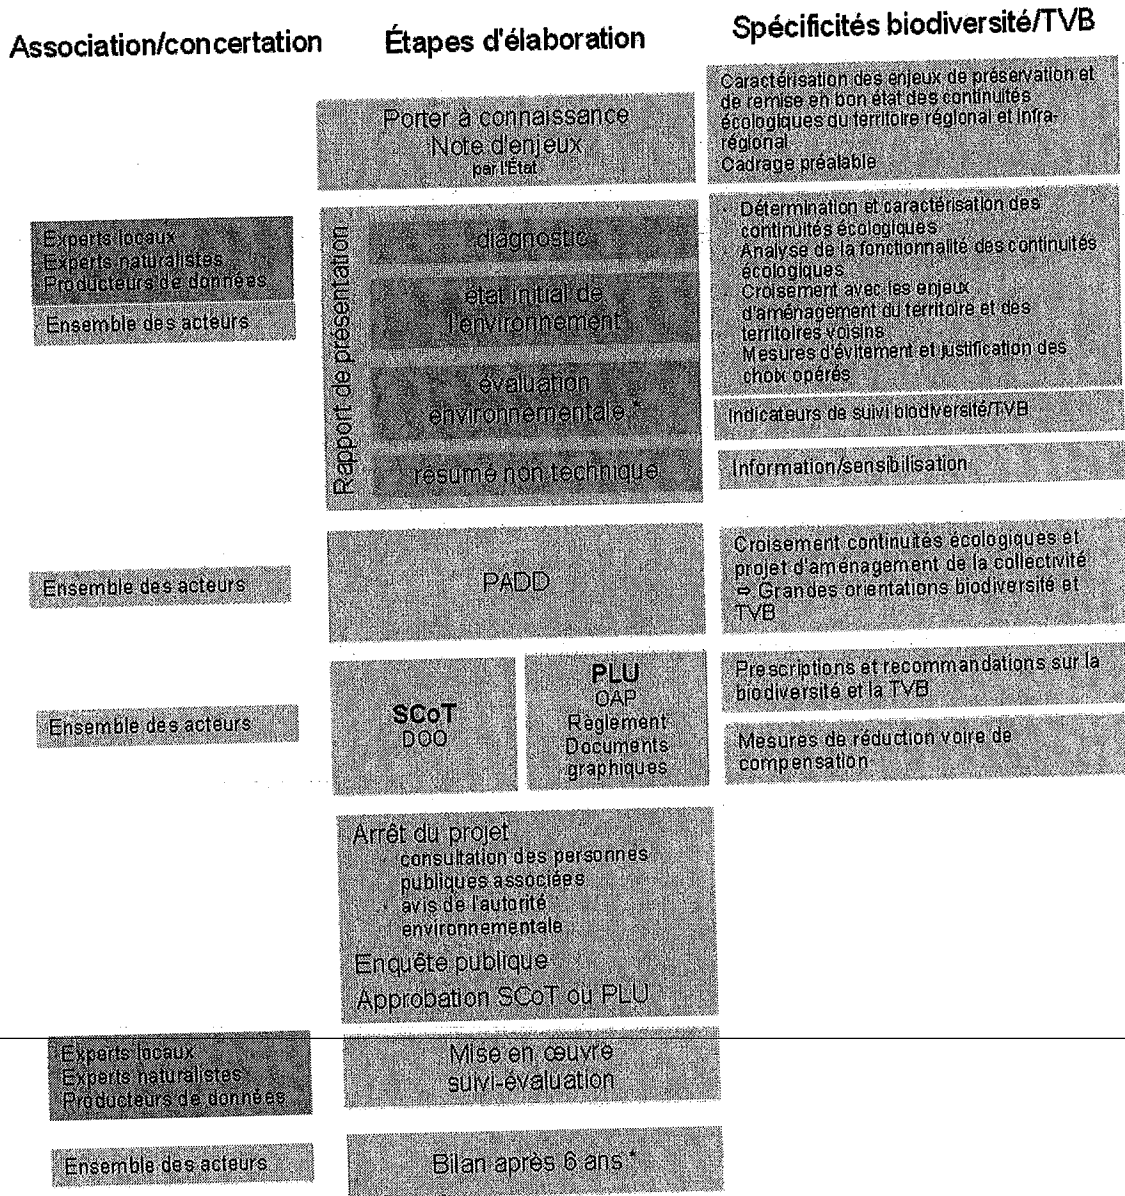 Association/concertation
Étapes d'élaboration
Spécificités biodiversité/TVB
Porter à connaissance
Note d'enjeux
par l'État
Caractérisation des enjeux de préservation et
de remise en bon état des continuités
écologiques du territoire régional et infra-
régional
Cadrage préalable
Experts locaux
Experts naturalistes
Producteurs de données
Ensemble des acteurs
Rapport de présentation
diagnostic
état initial de
l'environnement
évaluation
environnementale *
résumé non technique
Détermination et caractérisation des
continuités écologiques
Analyse de la fonctionnalité des continuités
écologiques
Croisement avec les enjeux
d'aménagement du territoire et des
territoires voisins
Mesures d'évitement et justification des
choix opérés
Indicateurs de suivi biodiversité/TVB
Information/sensibilisation
Ensemble des acteurs
PADD
Croisement continuités écologiques et
projet d'aménagement de la collectivité
⇨ Grandes orientations biodiversité et
TVB
Ensemble des acteurs
SCoT
DOO
PLU
OAP
Règlement
Documents
graphiques
Prescriptions et recommandations sur la
biodiversité et la TVB
Mesures de réduction voire de
compensation
Arrêt du projet
consultation des personnes
publiques associées
avis de l'autorité
environnementale
Enquête publique
Approbation SCoT ou PLU
Experts locaux
Experts naturalistes
Producteurs de données
Mise en œuvre
suivi-évaluation
Ensemble des acteurs
Bilan après 6 ans *